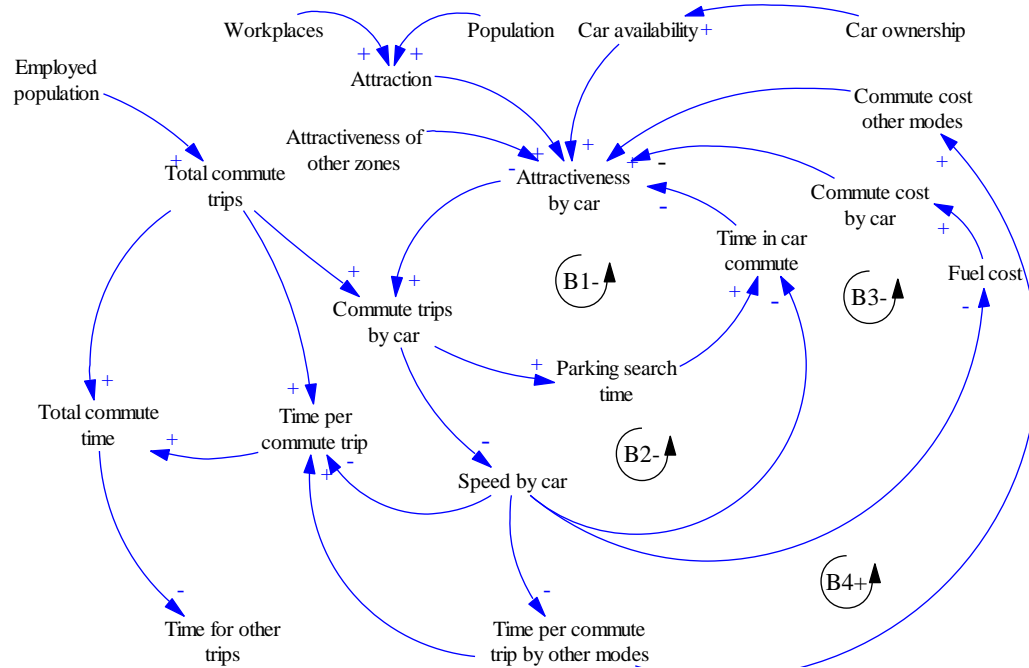 Workplaces
Population
Car availability
+
Car ownership
+
Employed
population
+
+
Attraction
Commute cost
other modes
Attractiveness of
other zones
+
+
+
+
-
+
-
Total commute
trips
Attractiveness
by car
-
Commute cost
by car
+
Time in car
commute
+
Fuel cost
-
+
+
B1-
B3-
Commute trips
by car
+
-
+
Parking search
time
+
+
Total commute
time
+
Time per
commute trip
-
+
-
B2-
Speed by car
B4+
-
-
Time for other
trips
Time per commute
trip by other modes